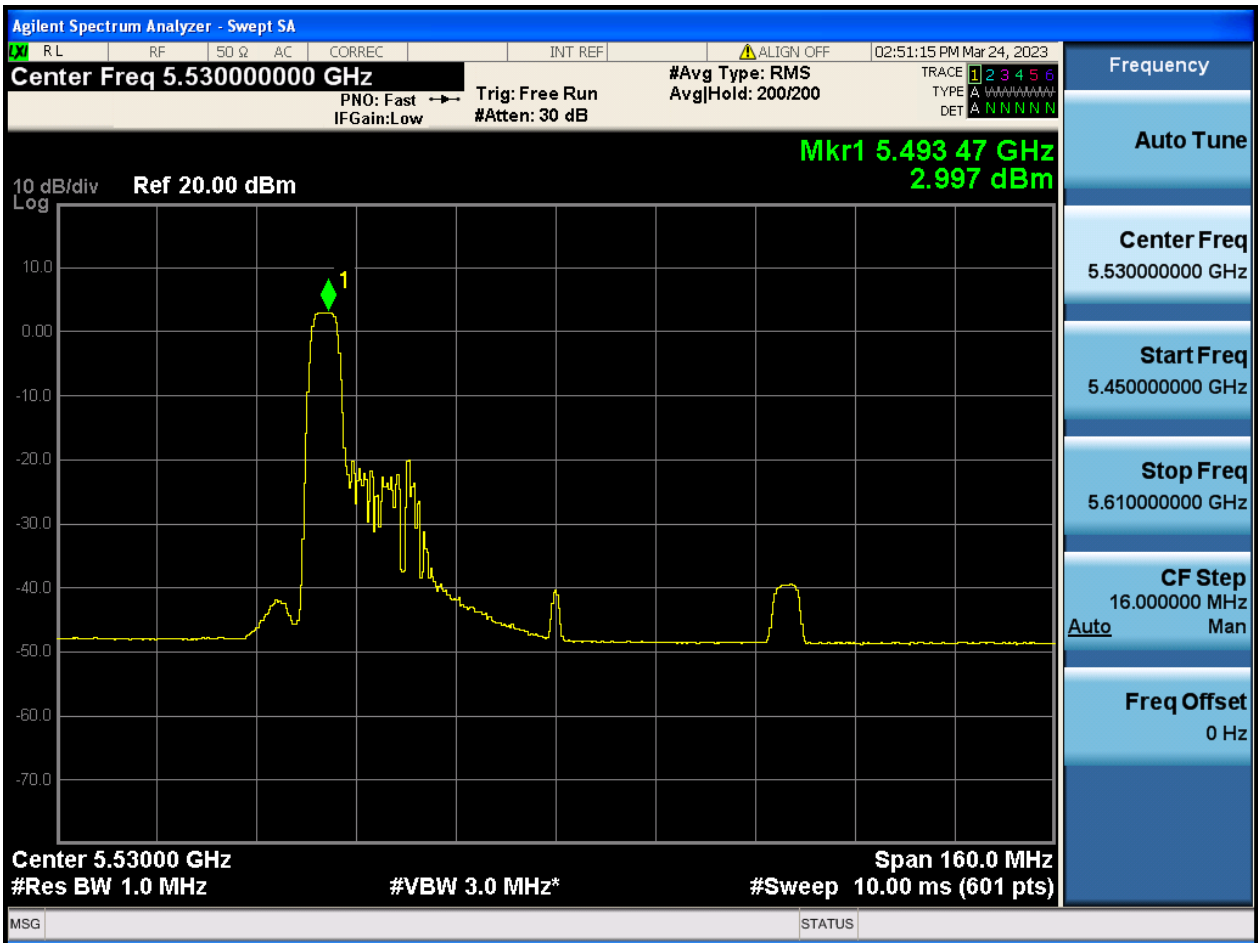 Agilent Spectrum Analyzer - Swept SA
LXI RL RF 50 Ω AC CORREC INT REF ALIGN OFF 02:51:15 PM Mar 24, 2023
Center Freq 5.530000000 GHz
PNO: Fast
IFGain:Low
Trig: Free Run
#Atten: 30 dB
#Avg Type: RMS
Avg|Hold: 200/200
TRACE 1 2 3 4 5 6
TYPE A
DET A N N N N N
Mkr1 5.493 47 GHz
2.997 dBm
10 dB/div Ref 20.00 dBm
Log
10.0
1
0.00
-10.0
-20.0
-30.0
-40.0
-50.0
-60.0
-70.0
Center 5.53000 GHz Span 160.0 MHz
#Res BW 1.0 MHz #VBW 3.0 MHz* #Sweep 10.00 ms (601 pts)
MSG STATUS
Frequency
Auto Tune
Center Freq
5.530000000 GHz
Start Freq
5.450000000 GHz
Stop Freq
5.610000000 GHz
CF Step
16.000000 MHz
Auto Man
Freq Offset
0 Hz